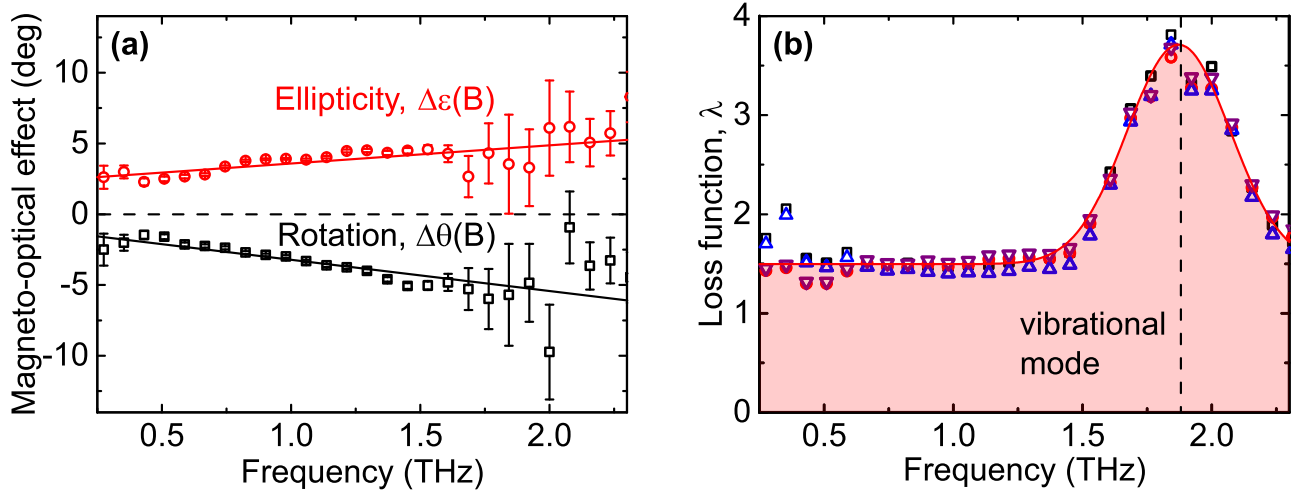 (a)
Magneto-optical effect (deg)
10
5
0
-5
-10
Ellipticity, Δε(B)
Rotation, Δθ(B)
0.5
1.0
1.5
2.0
Frequency (THz)
(b)
Loss function, λ
4
3
2
1
0
vibrational
mode
0.5
1.0
1.5
2.0
Frequency (THz)